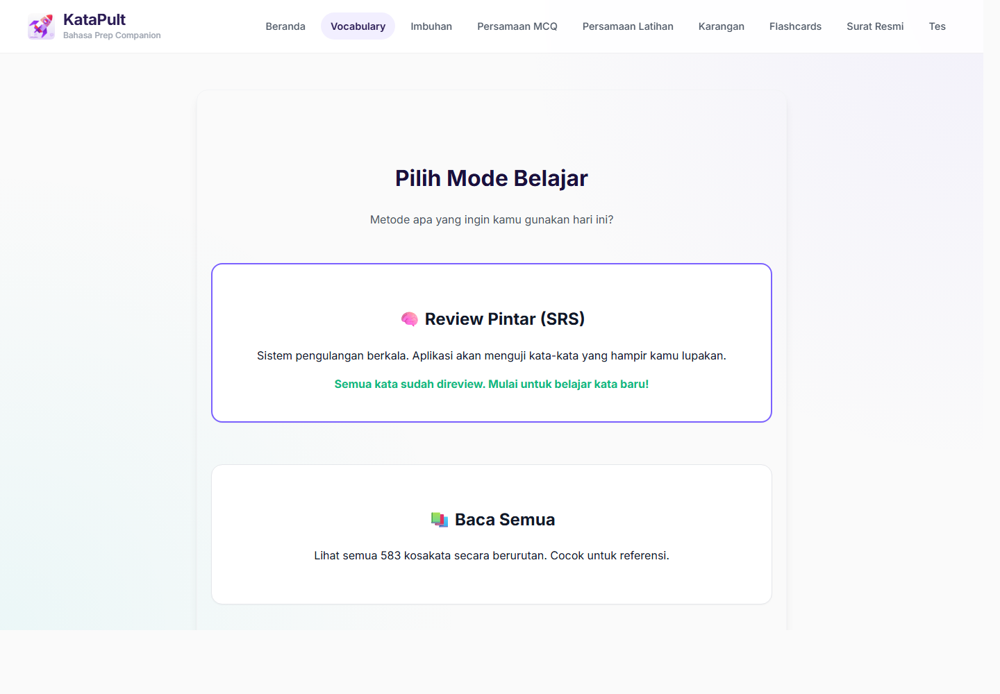 KataPult
Bahasa Prep Companion
Beranda
Vocabulary
Imbuhan
Persamaan MCQ
Persamaan Latihan
Karangan
Flashcards
Surat Resmi
Tes
Pilih Mode Belajar
Metode apa yang ingin kamu gunakan hari ini?
🧠 Review Pintar (SRS)
Sistem pengulangan berkala. Aplikasi akan menguji kata-kata yang hampir kamu lupakan.
Semua kata sudah direview. Mulai untuk belajar kata baru!
📚 Baca Semua
Lihat semua 583 kosakata secara berurutan. Cocok untuk referensi.